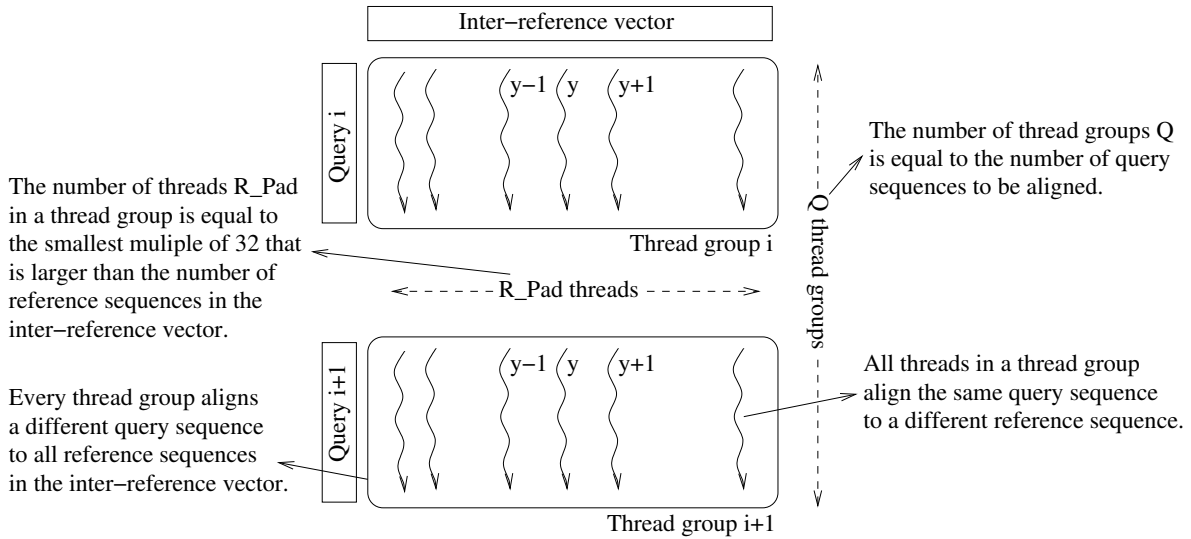 Inter−reference vector
Query i
y−1 y y+1
Thread group i
The number of threads R_Pad
in a thread group is equal to
the smallest muliple of 32 that
is larger than the number of
reference sequences in the
inter−reference vector.
R_Pad threads
Q thread groups
The number of thread groups Q
is equal to the number of query
sequences to be aligned.
Query i+1
y−1 y y+1
Thread group i+1
Every thread group aligns
a different query sequence
to all reference sequences
in the inter−reference vector.
All threads in a thread group
align the same query sequence
to a different reference sequence.